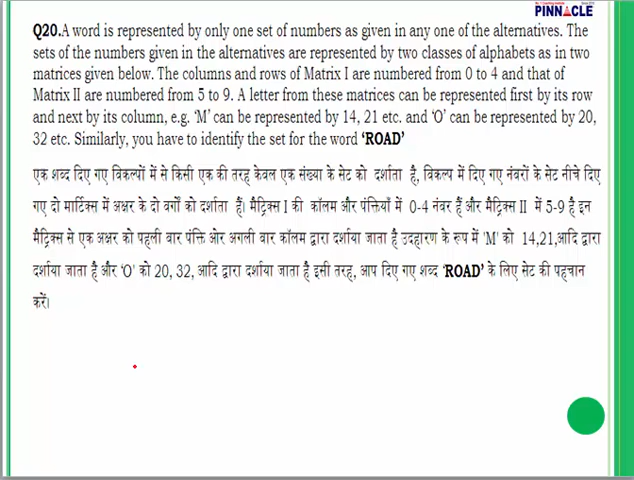 PINNACLE
Q20.A word is represented by only one set of numbers as given in any one of the alternatives. The
sets of the numbers given in the alternatives are represented by two classes of alphabets as in two
matrices given below. The columns and rows of Matrix I are numbered from 0 to 4 and that of
Matrix II are numbered from 5 to 9. A letter from these matrices can be represented first by its row
and next by its column, e.g. 'M' can be represented by 14, 21 etc. and 'O' can be represented by 20,
32 etc. Similarly, you have to identify the set for the word 'ROAD'
एक शब्द दिए गए विकल्पों में से किसी एक की तरह केवल एक संख्या के सेट को दर्शाता है, विकल्प में दिए गए नंबरों के सेट नीचे दिए
गए दो मार्टिक्स में अक्षर के दो वर्गों को दर्शाता हैं। मैट्रिक्स I की कॉलम और पंक्तियाँ में 0-4 नंबर हैं और मैट्रिक्स II में 5-9 है इन
मैट्रिक्स से एक अक्षर को पहली वार पंक्ति ओर अगली वार कॉलम द्वारा दर्शाया जाता है उदहारण के रूप में 'M' को 14,21,आदि द्वारा
दर्शाया जाता है और 'O' को 20, 32, आदि द्वारा दर्शाया जाता है इसी तरह, आप दिए गए शब्द 'ROAD' के लिए सेट की पहचान
करें।